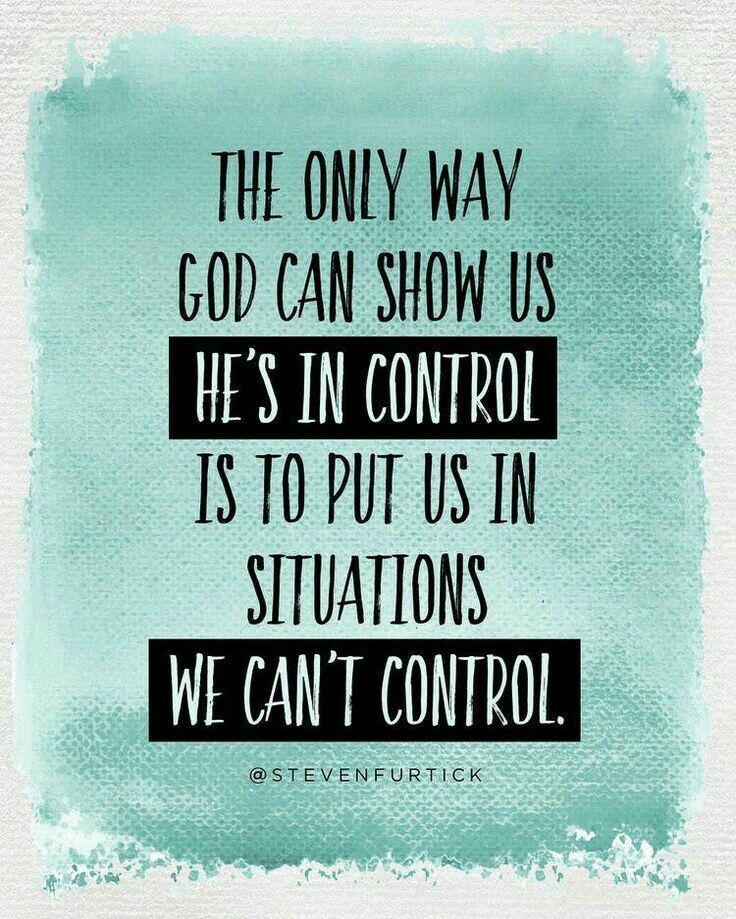 THE ONLY WAY
GOD CAN SHOW US
HE'S IN CONTROL
IS TO PUT US IN
SITUATIONS
WE CAN'T CONTROL.
@STEVENFURTICK